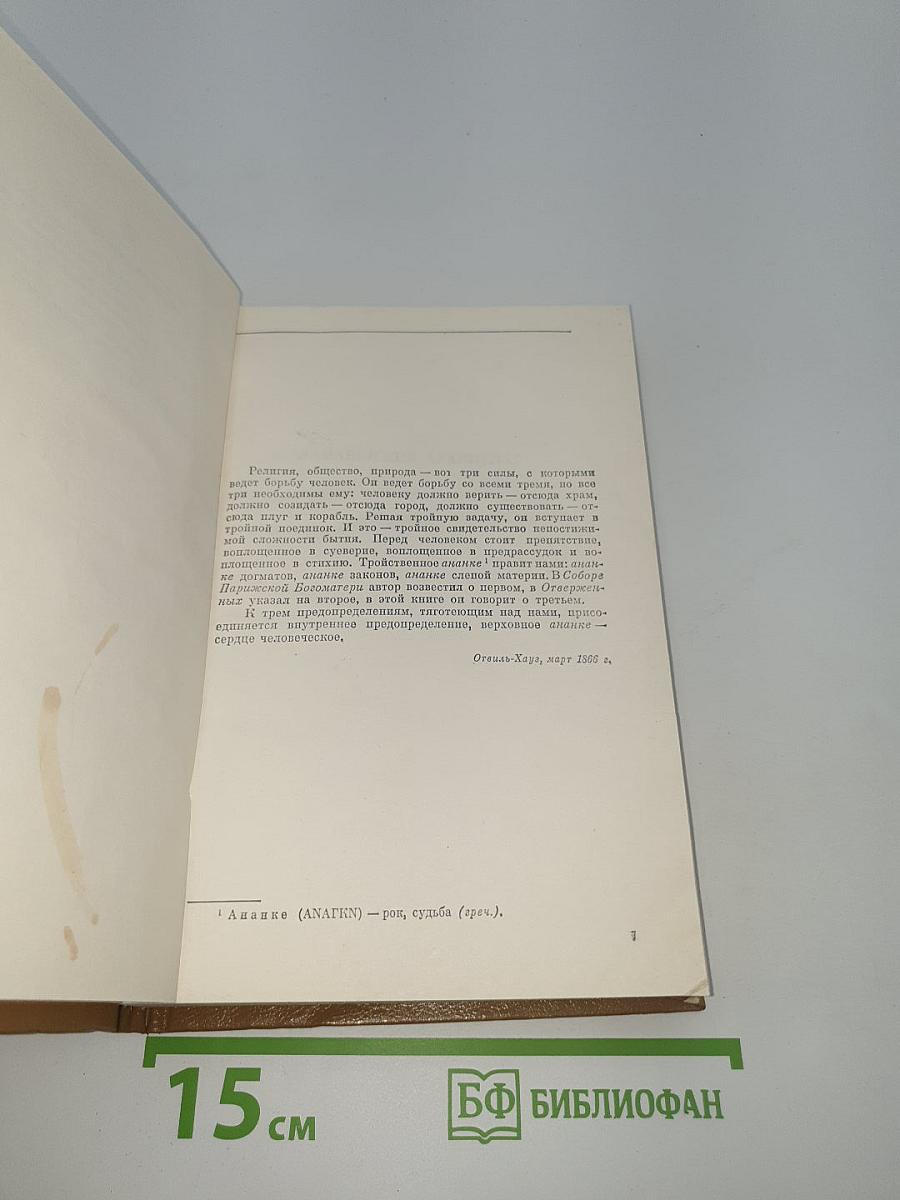 Религия, общество, природа — вот три силы, с которыми
ведет борьбу человек. Он ведет борьбу со всеми тремя, но все
три необходимы ему: человеку должно верить — отсюда храм,
должно созидать — отсюда город, должно существовать — от-
сюда плуг и корабль. Решая тройную задачу, он вступает в
тройной поединок. И это — тройное свидетельство непостижи-
мой сложности бытия. Перед человеком стоит препятствие,
воплощенное в суеверие, воплощенное в предрассудок и во-
площенное в стихию. Тройственное ананке ¹ правит нами: анан-
ке догматов, ананке законов, ананке слепой материи. В Соборе
Парижской Богоматери автор возвестил о первом, в Отвержен-
ных указал на второе, в этой книге он говорит о третьем.
К трем предопределениям, тяготеющим над нами, присо-
единяется внутреннее предопределение, верховное ананке —
сердце человеческое.
Отвиль-Хауз, март 1866 г.
¹ Ананке (ΑΝΑΓΚΝ) — рок, судьба (греч.).
7
15 см
БФ БИБЛИОФАН